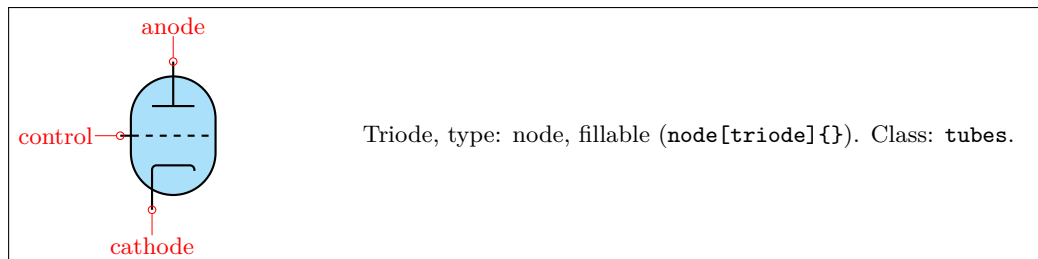 anode
control
cathode
Triode, type: node, fillable (node[triode]{}). Class: tubes.